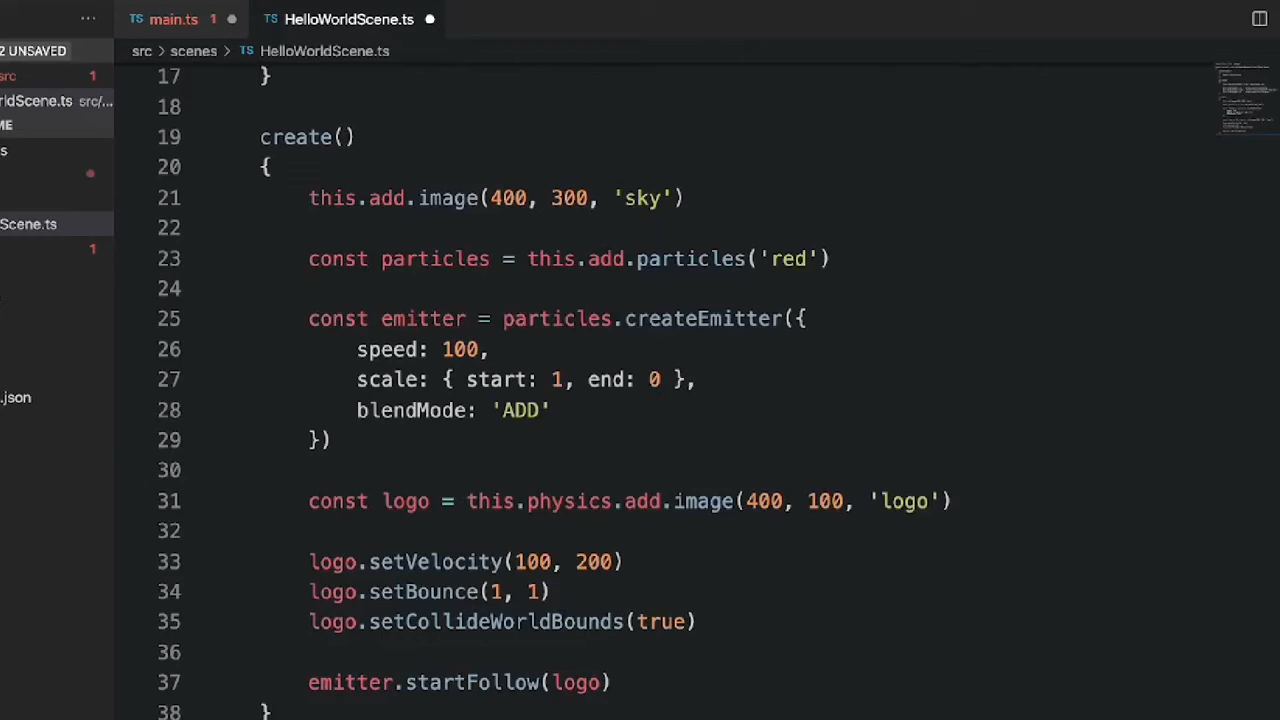 ··· TS main.ts 1 ● TS HelloWorldScene.ts ●
2 UNSAVED src > scenes > TS HelloWorldScene.ts
src 1
ldScene.ts src/...
ME
s
Scene.ts
1
.json
17 }
18
19 create()
20 {
21 this.add.image(400, 300, 'sky')
22
23 const particles = this.add.particles('red')
24
25 const emitter = particles.createEmitter({
26 speed: 100,
27 scale: { start: 1, end: 0 },
28 blendMode: 'ADD'
29 })
30
31 const logo = this.physics.add.image(400, 100, 'logo')
32
33 logo.setVelocity(100, 200)
34 logo.setBounce(1, 1)
35 logo.setCollideWorldBounds(true)
36
37 emitter.startFollow(logo)
38 }